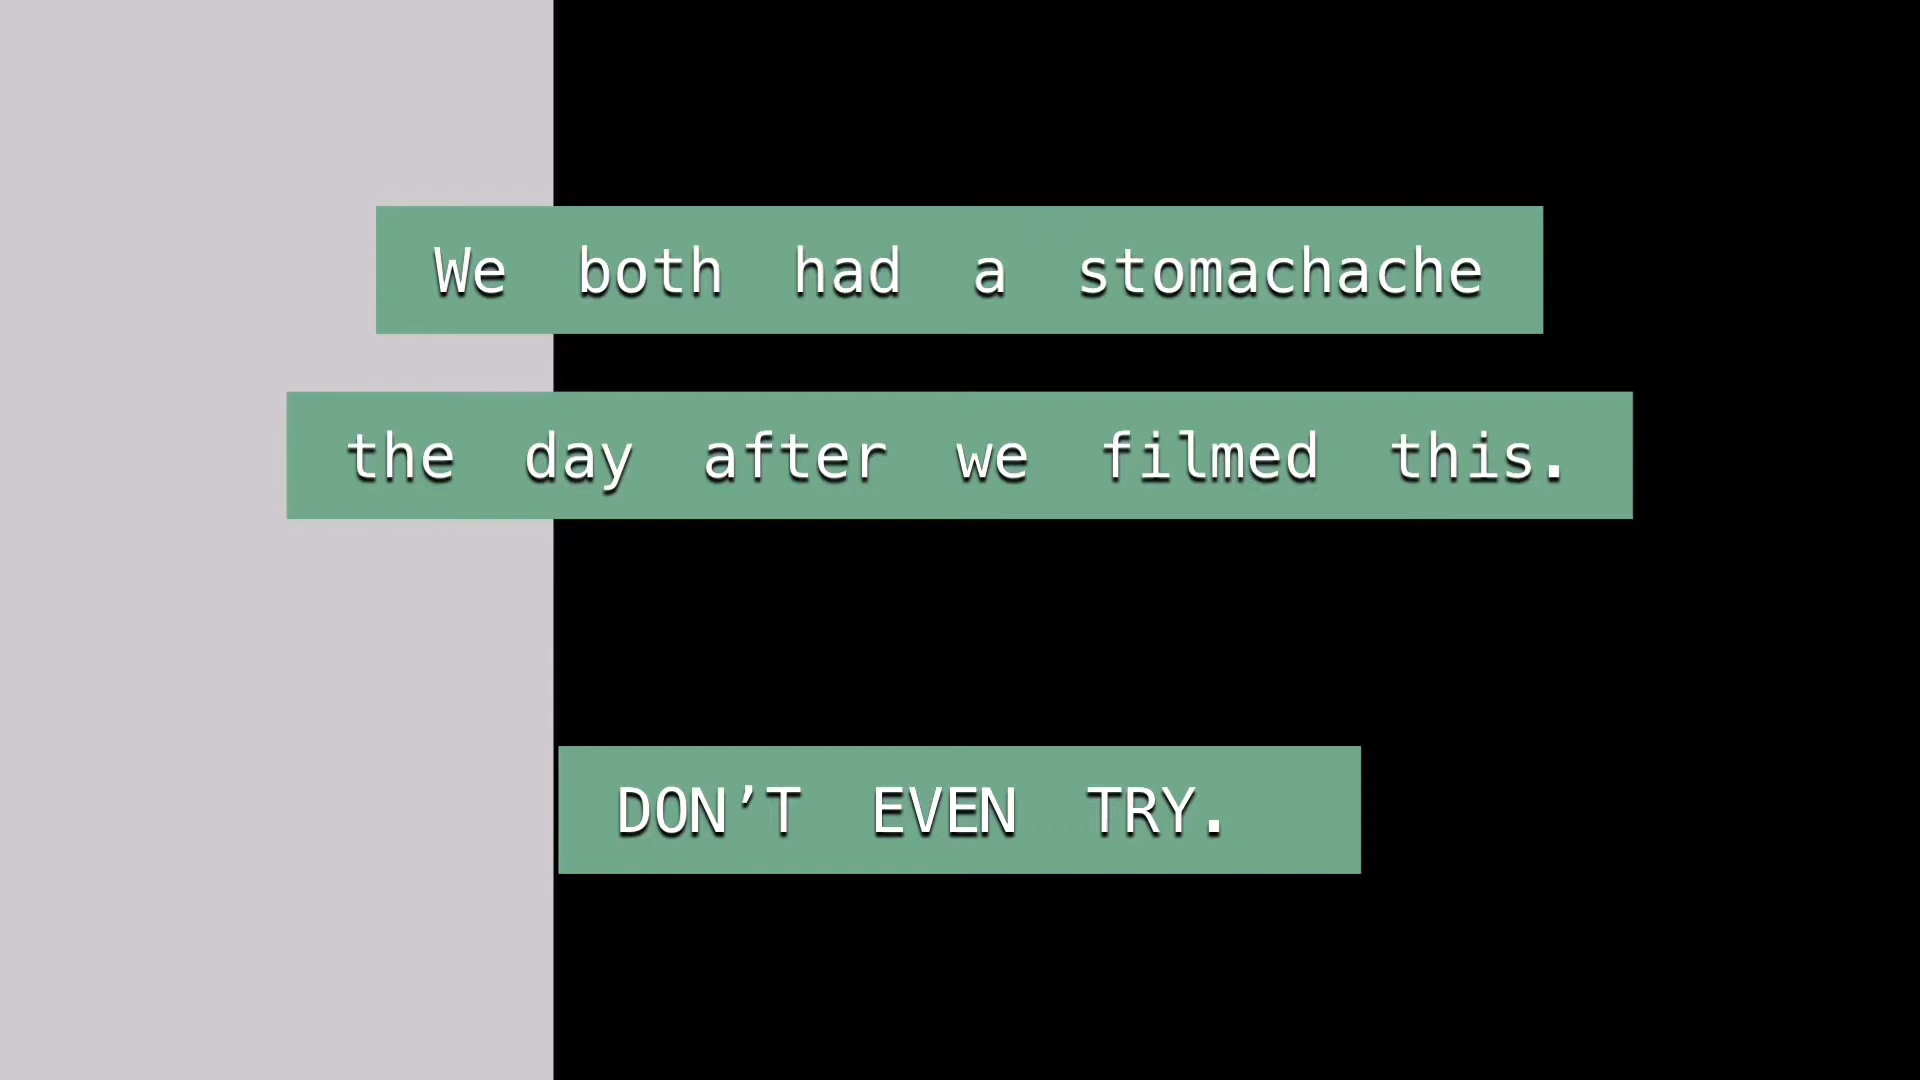 We both had a stomachache
the day after we filmed this.
DON’T EVEN TRY.